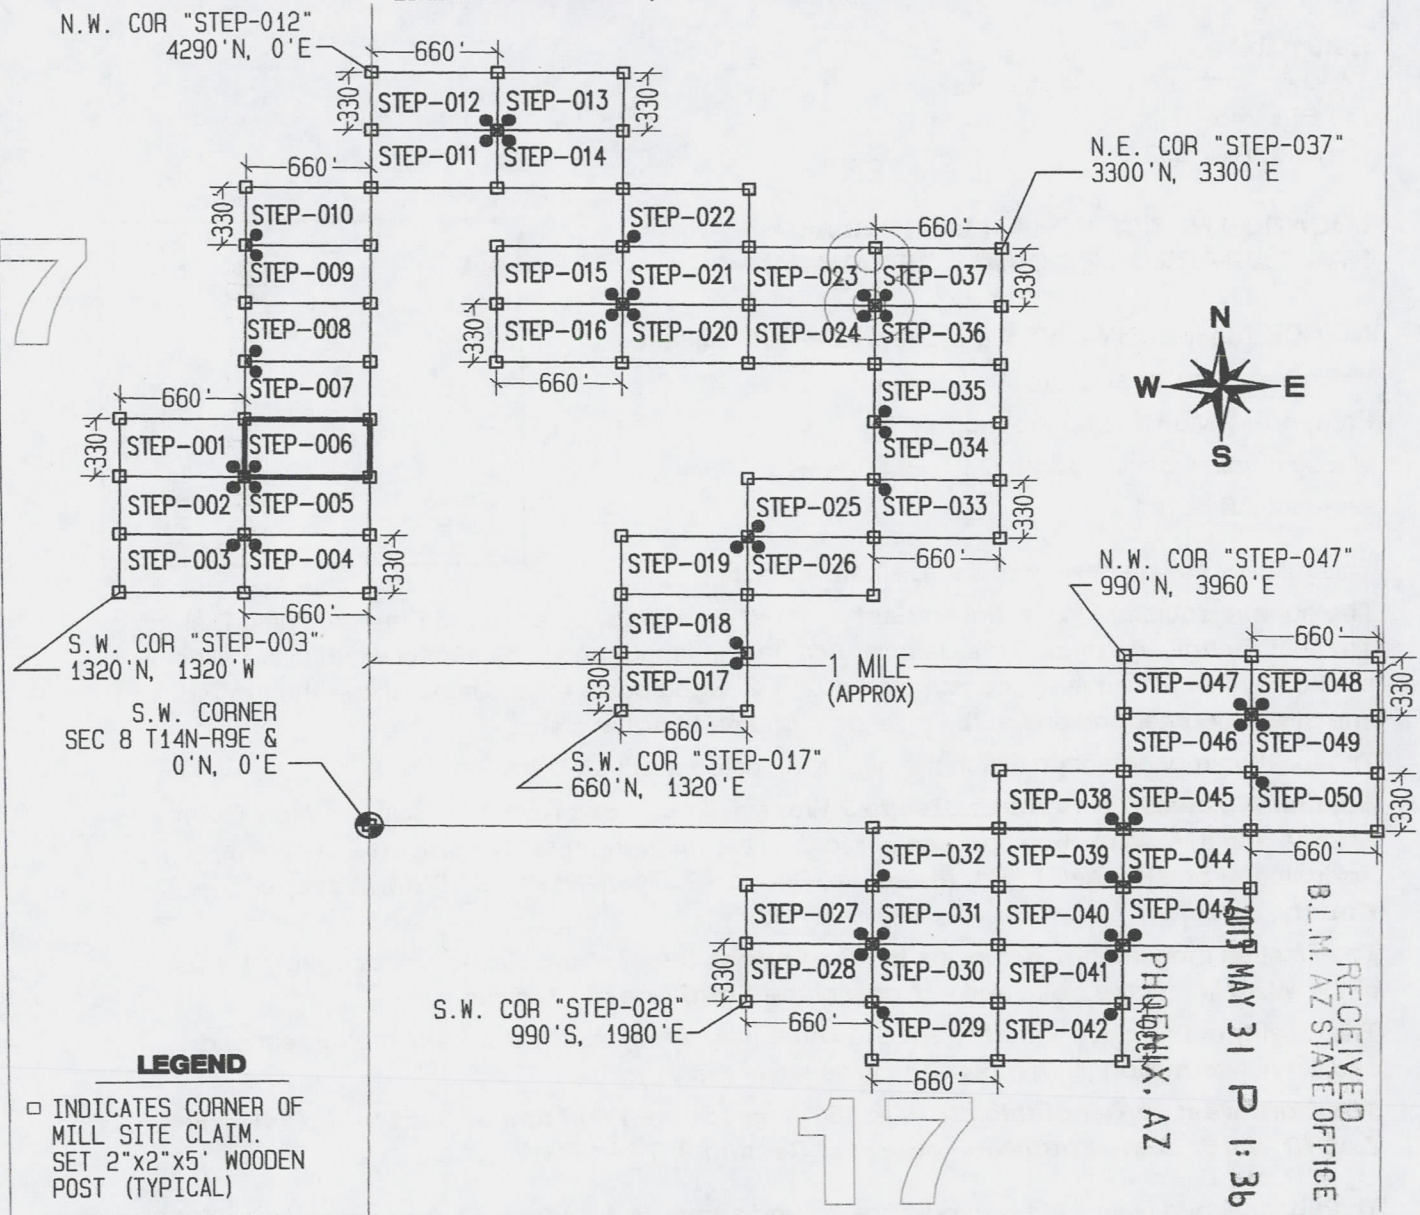 N.W. COR "STEP-012"
4290'N, 0'E
660'
330'
STEP-012
STEP-013
330'
STEP-011
STEP-014
660'
N.E. COR "STEP-037"
3300'N, 3300'E
330'
STEP-010
STEP-022
660'
7
STEP-009
STEP-015
STEP-021
STEP-023
STEP-037
330'
8
STEP-008
330'
STEP-016
STEP-020
STEP-024
STEP-036
N
660'
STEP-007
STEP-035
W
E
660'
330'
STEP-001
STEP-006
STEP-034
S
STEP-002
STEP-005
STEP-025
STEP-033
330'
STEP-003
STEP-004
330'
STEP-019
STEP-026
660'
N.W. COR "STEP-047"
990'N, 3960'E
660'
S.W. COR "STEP-003"
1320'N, 1320'W
STEP-018
660'
1 MILE
(APPROX)
330'
STEP-017
STEP-047
STEP-048
330'
S.W. CORNER
SEC 8 T14N-R9E &
0'N, 0'E
660'
STEP-046
STEP-049
S.W. COR "STEP-017"
660'N, 1320'E
STEP-038
STEP-045
STEP-050
330'
STEP-032
STEP-039
STEP-044
660'
STEP-027
STEP-031
STEP-040
STEP-043
330'
STEP-028
STEP-030
STEP-041
S.W. COR "STEP-028"
990'S, 1980'E
660'
STEP-029
STEP-042
330'
660'
17
LEGEND
INDICATES CORNER OF
MILL SITE CLAIM.
SET 2"x2"x5' WOODEN
POST (TYPICAL)
RECEIVED
B.L.M. AZ STATE OFFICE
2013 MAY 31 P 1:36
PHOENIX, AZ